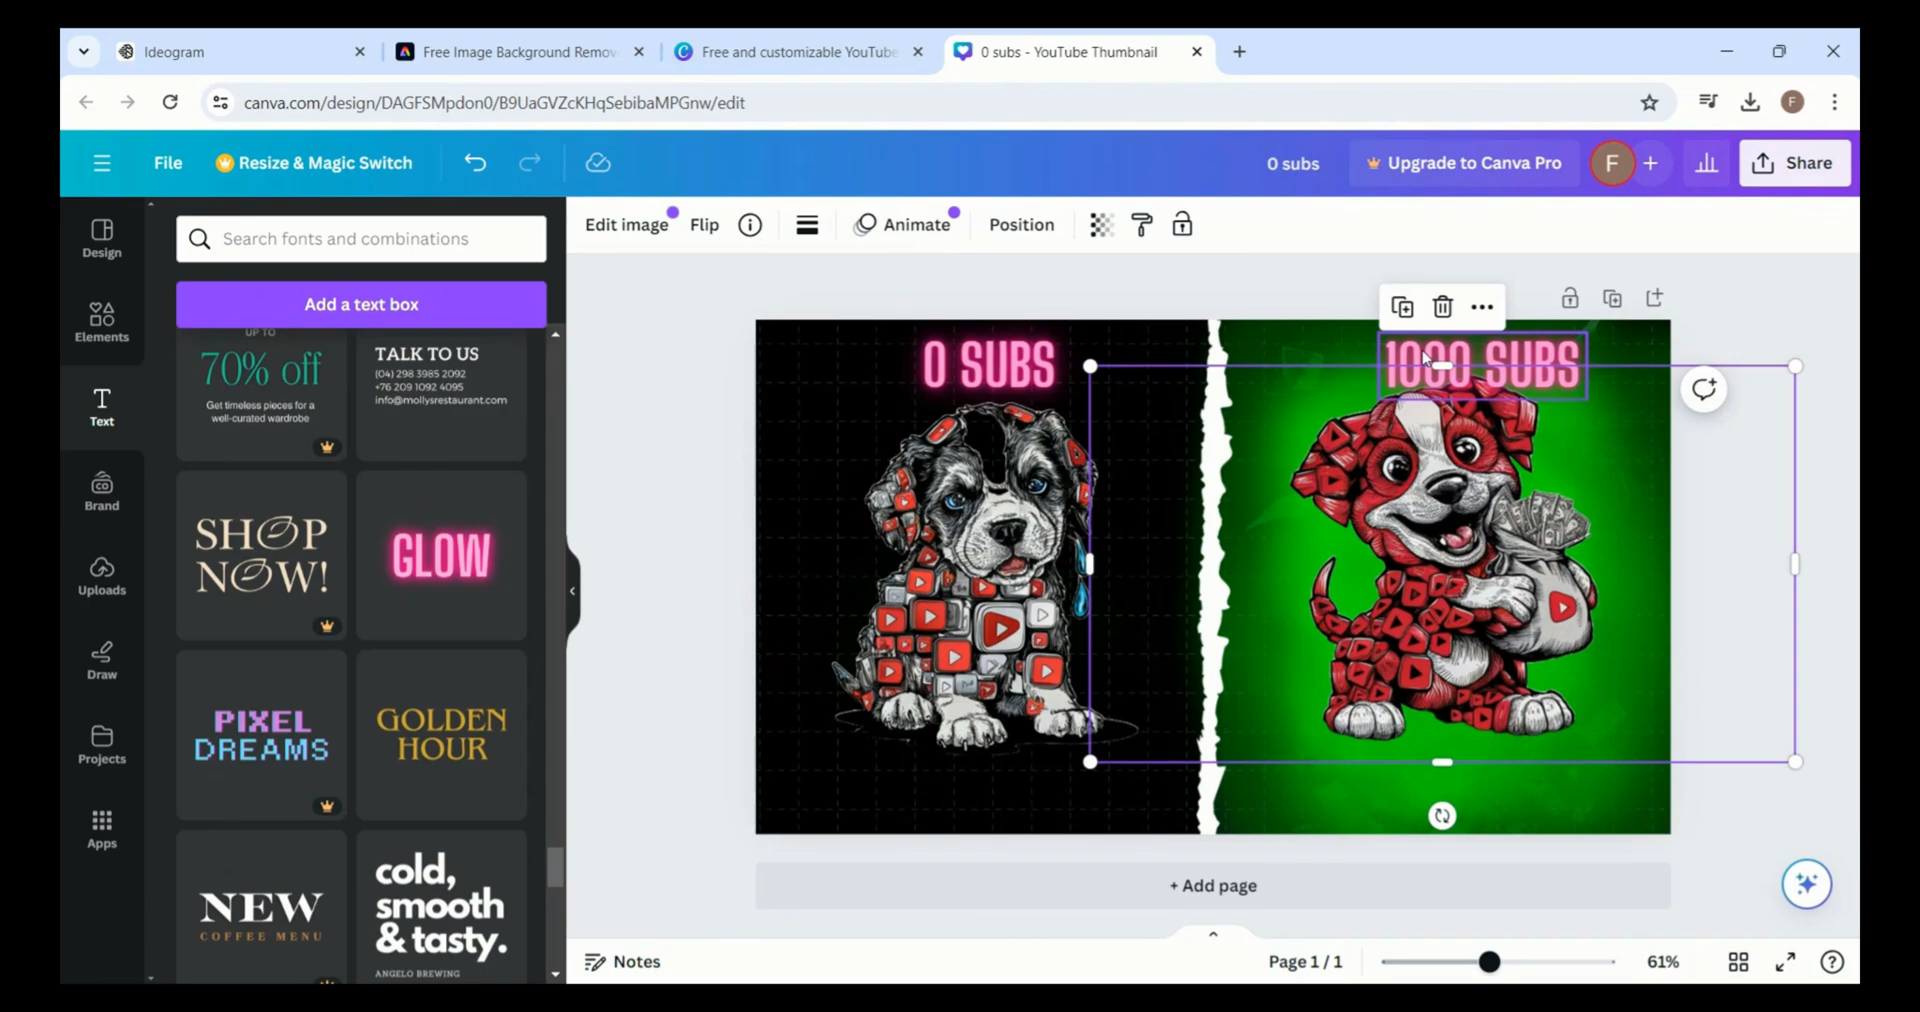 Ideogram
Free Image Background Remov
Free and customizable YouTube
0 subs - YouTube Thumbnail
canva.com/design/DAGFSMpdon0/B9UaGVZcKHqSebibaMPGnw/edit
F
File
Resize & Magic Switch
0 subs
Upgrade to Canva Pro
F
Share
Design
Elements
Text
Brand
Uploads
Draw
Projects
Apps
Search fonts and combinations
Add a text box
UP TO
70% off
Get timeless pieces for a
well-curated wardrobe
TALK TO US
(04) 298 3985 2092
+76 209 1092 4095
info@mollysrestaurant.com
SHOP
NOW!
GLOW
PIXEL
DREAMS
GOLDEN
HOUR
NEW
COFFEE MENU
cold,
smooth
& tasty.
ANGELO BREWING
Edit image
Flip
Animate
Position
0 SUBS
1000 SUBS
+ Add page
Notes
Page 1 / 1
61%